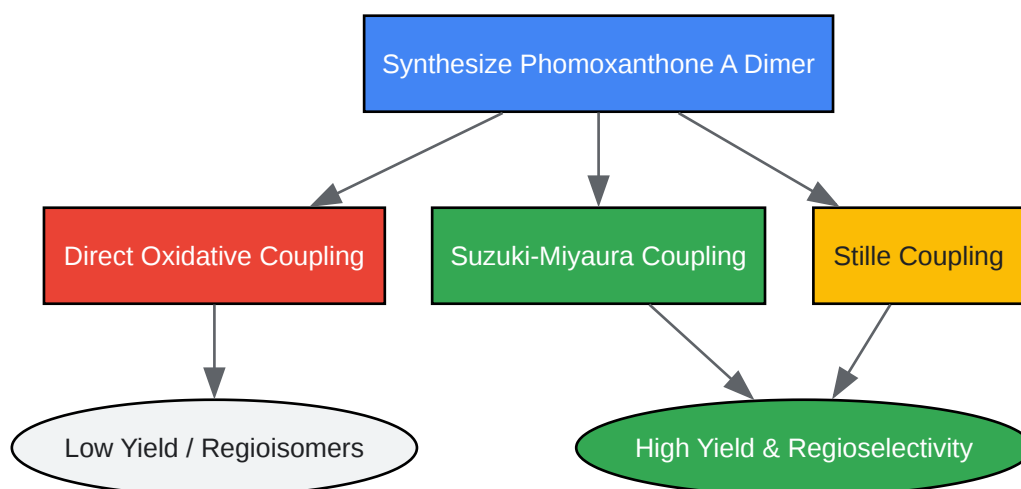 Synthesize Phomoxanthone A Dimer
Direct Oxidative Coupling
Suzuki-Miyaura Coupling
Stille Coupling
Low Yield / Regioisomers
High Yield & Regioselectivity